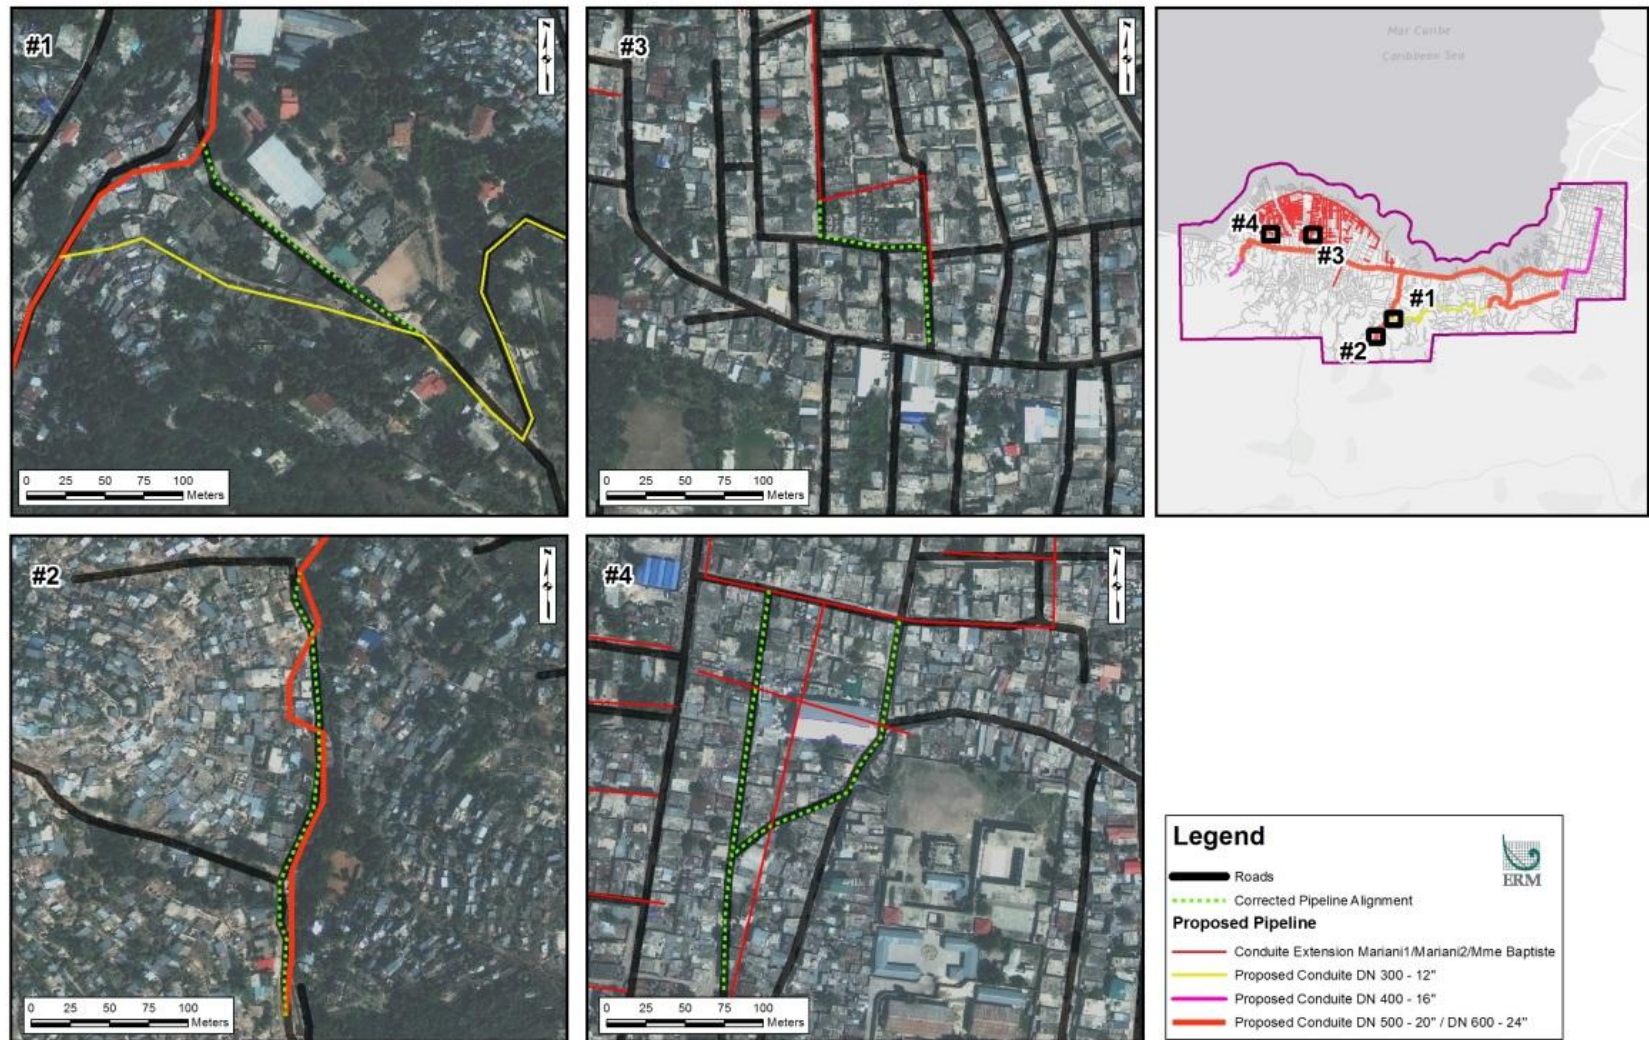 #1
N
0 25 50 75 100
Meters
#3
N
0 25 50 75 100
Meters
Mar Caribe
Caribbean Sea
#4
#3
#1
#2
#2
N
0 25 50 75 100
Meters
#4
N
0 25 50 75 100
Meters
Legend
ERM
Roads
Corrected Pipeline Alignment
Proposed Pipeline
Conduite Extension Mariani1/Mariani2/Mme Baptiste
Proposed Conduite DN 300 - 12"
Proposed Conduite DN 400 - 16"
Proposed Conduite DN 500 - 20" / DN 600 - 24"